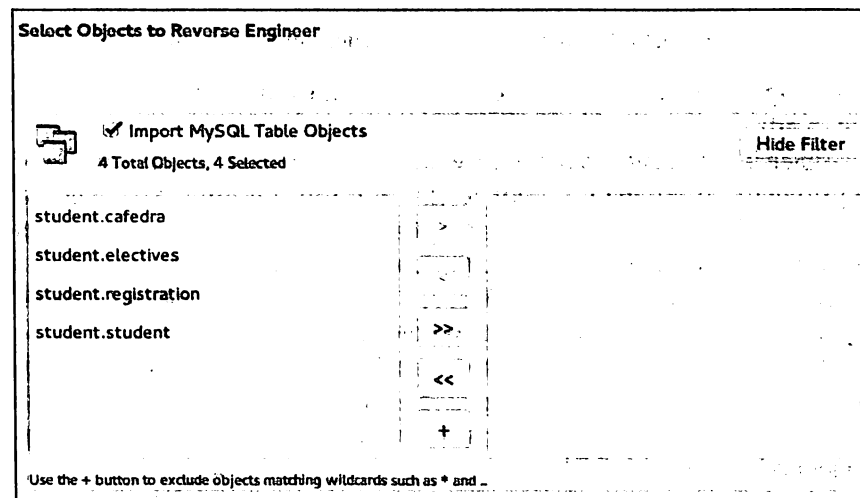 Select Objects to Reverse Engineer
Import MySQL Table Objects
4 Total Objects, 4 Selected
Hide Filter
student.cafedra
student.electives
student.registration
student.student
>
<
>>
<<
+
Use the + button to exclude objects matching wildcards such as * and _